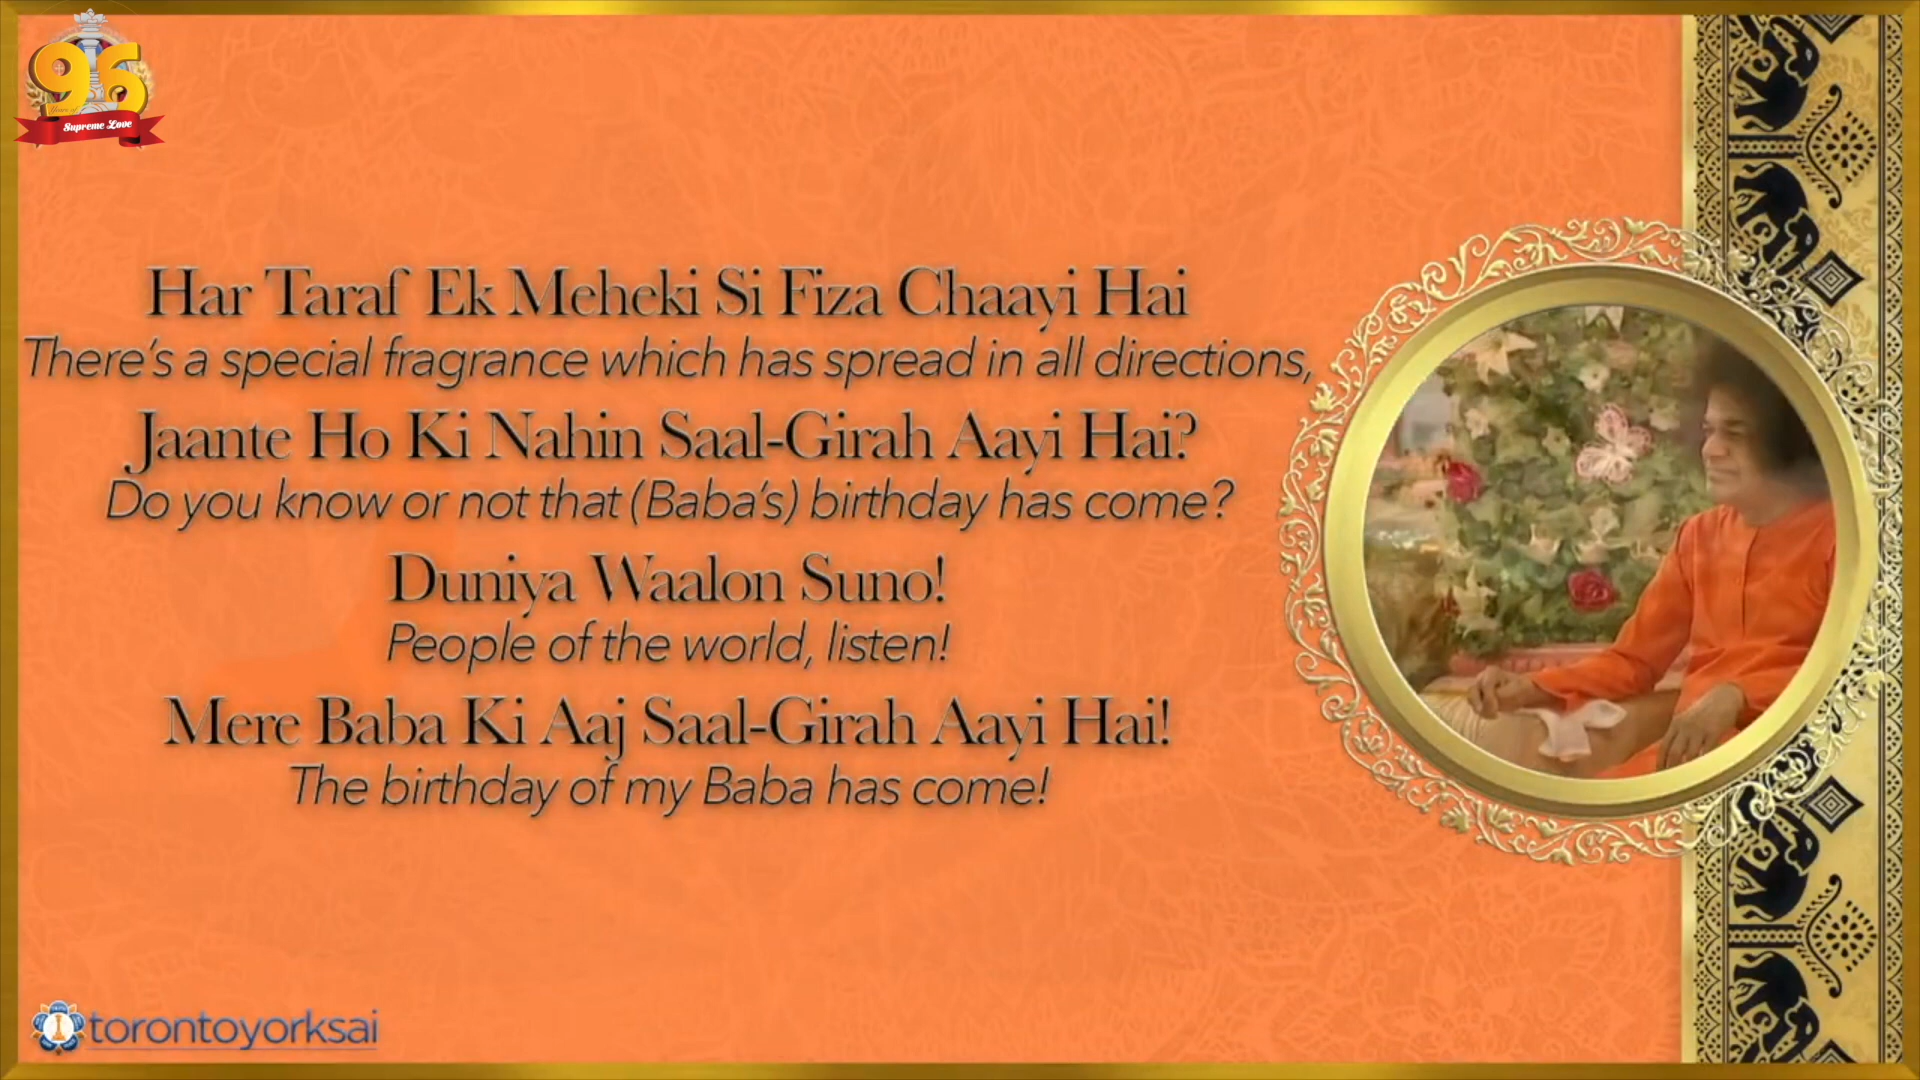 96
Years of
Supreme Love
Har Taraf Ek Meheki Si Fiza Chaayi Hai
There's a special fragrance which has spread in all directions,
Jaante Ho Ki Nahin Saal-Girah Aayi Hai?
Do you know or not that (Baba's) birthday has come?
Duniya Waalon Suno!
People of the world, listen!
Mere Baba Ki Aaj Saal-Girah Aayi Hai!
The birthday of my Baba has come!
torontoyorksai